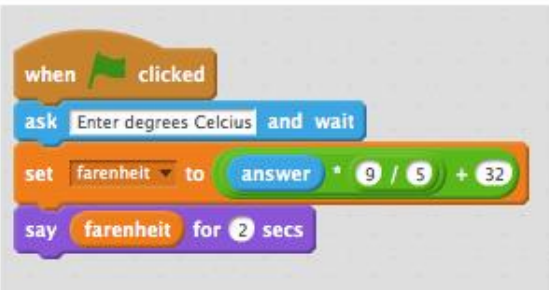 when clicked
ask Enter degrees Celcius and wait
set farenheit to answer * 9 / 5 + 32
say farenheit for 2 secs